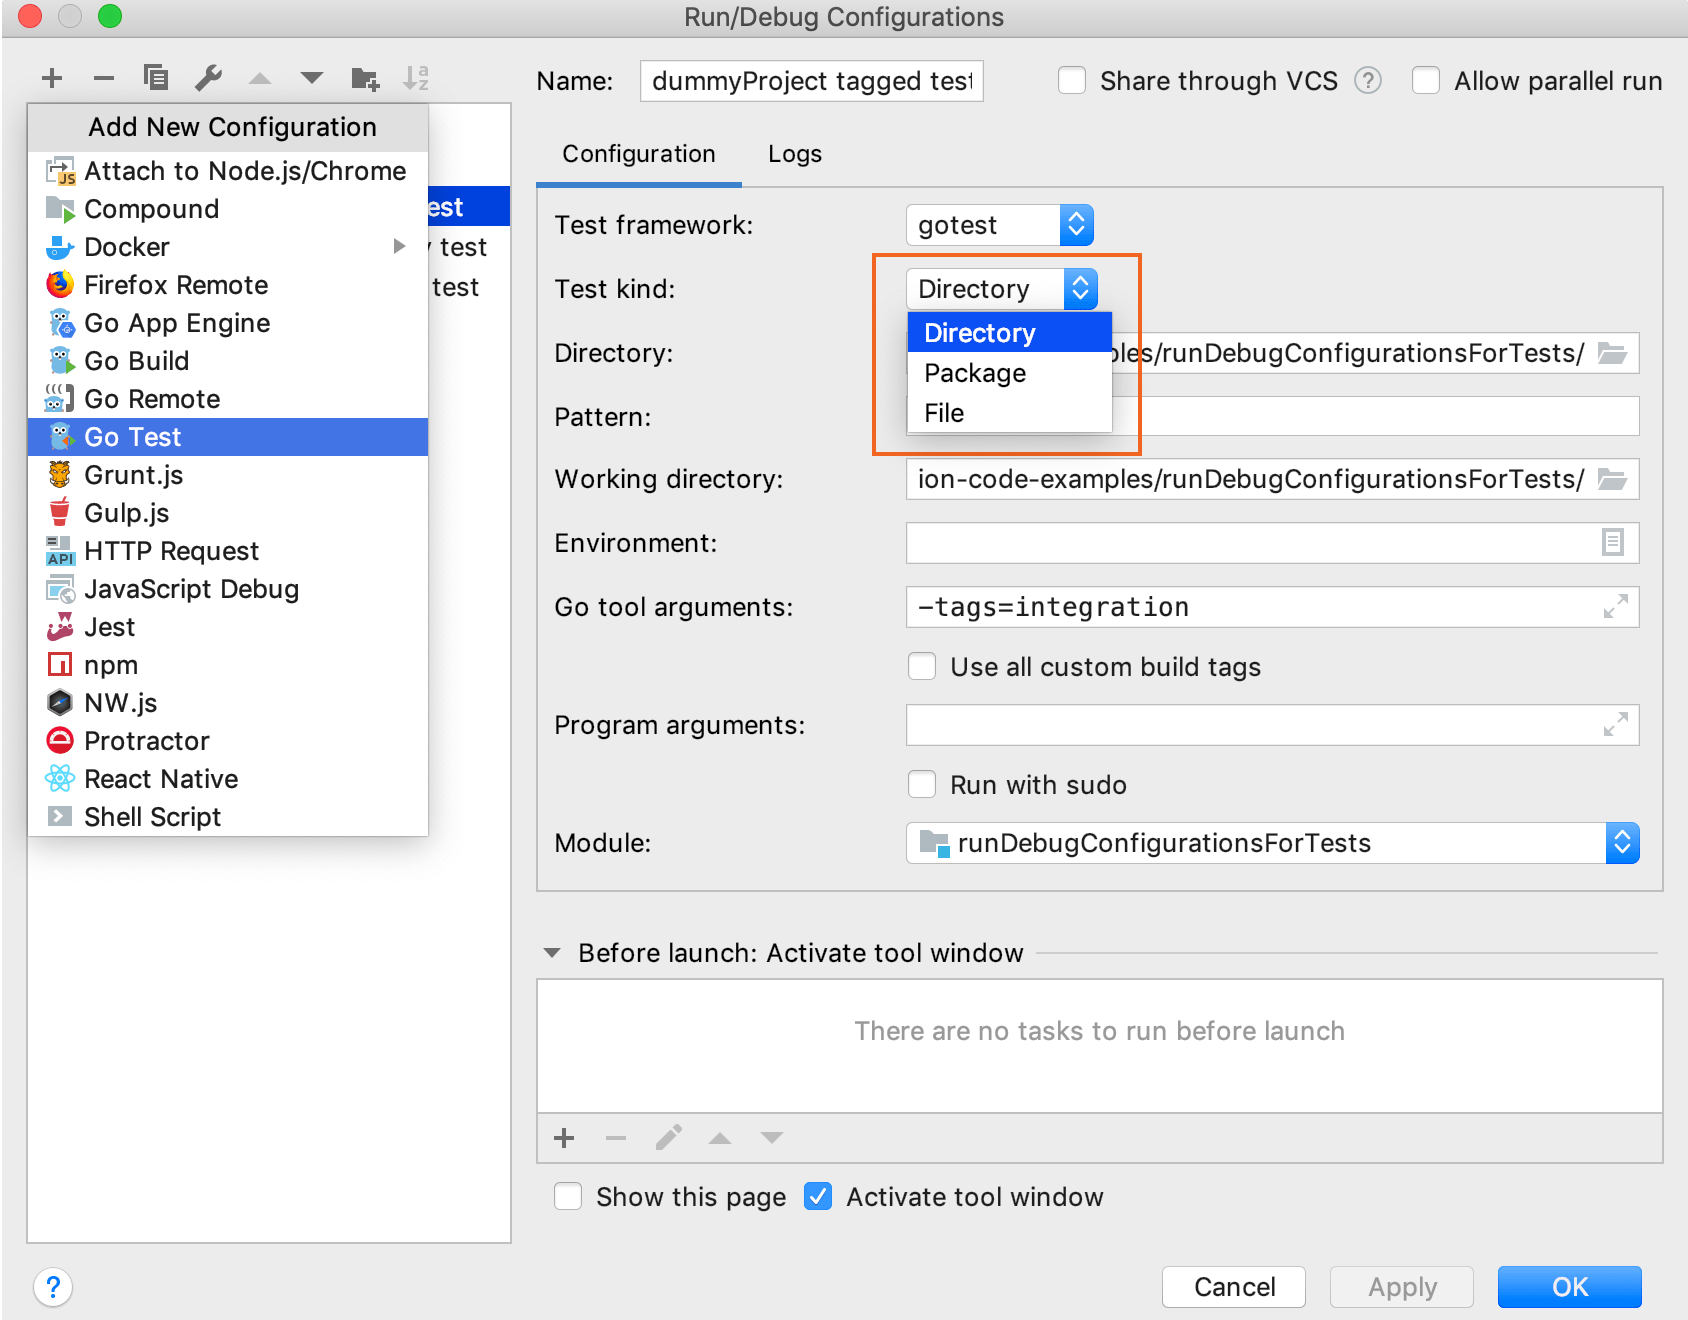 Run/Debug Configurations
Name: dummyProject tagged test
Share through VCS ? Allow parallel run
Add New Configuration
Attach to Node.js/Chrome
Compound
Docker
Firefox Remote
Go App Engine
Go Build
Go Remote
Go Test
Grunt.js
Gulp.js
HTTP Request
JavaScript Debug
Jest
npm
NW.js
Protractor
React Native
Shell Script
est
test
test
Configuration Logs
Test framework: gotest
Test kind: Directory
Directory
Package
File
Directory: ples/runDebugConfigurationsForTests/
Pattern:
Working directory: ion-code-examples/runDebugConfigurationsForTests/
Environment:
Go tool arguments: -tags=integration
Use all custom build tags
Program arguments:
Run with sudo
Module: runDebugConfigurationsForTests
Before launch: Activate tool window
There are no tasks to run before launch
Show this page Activate tool window
? Cancel Apply OK